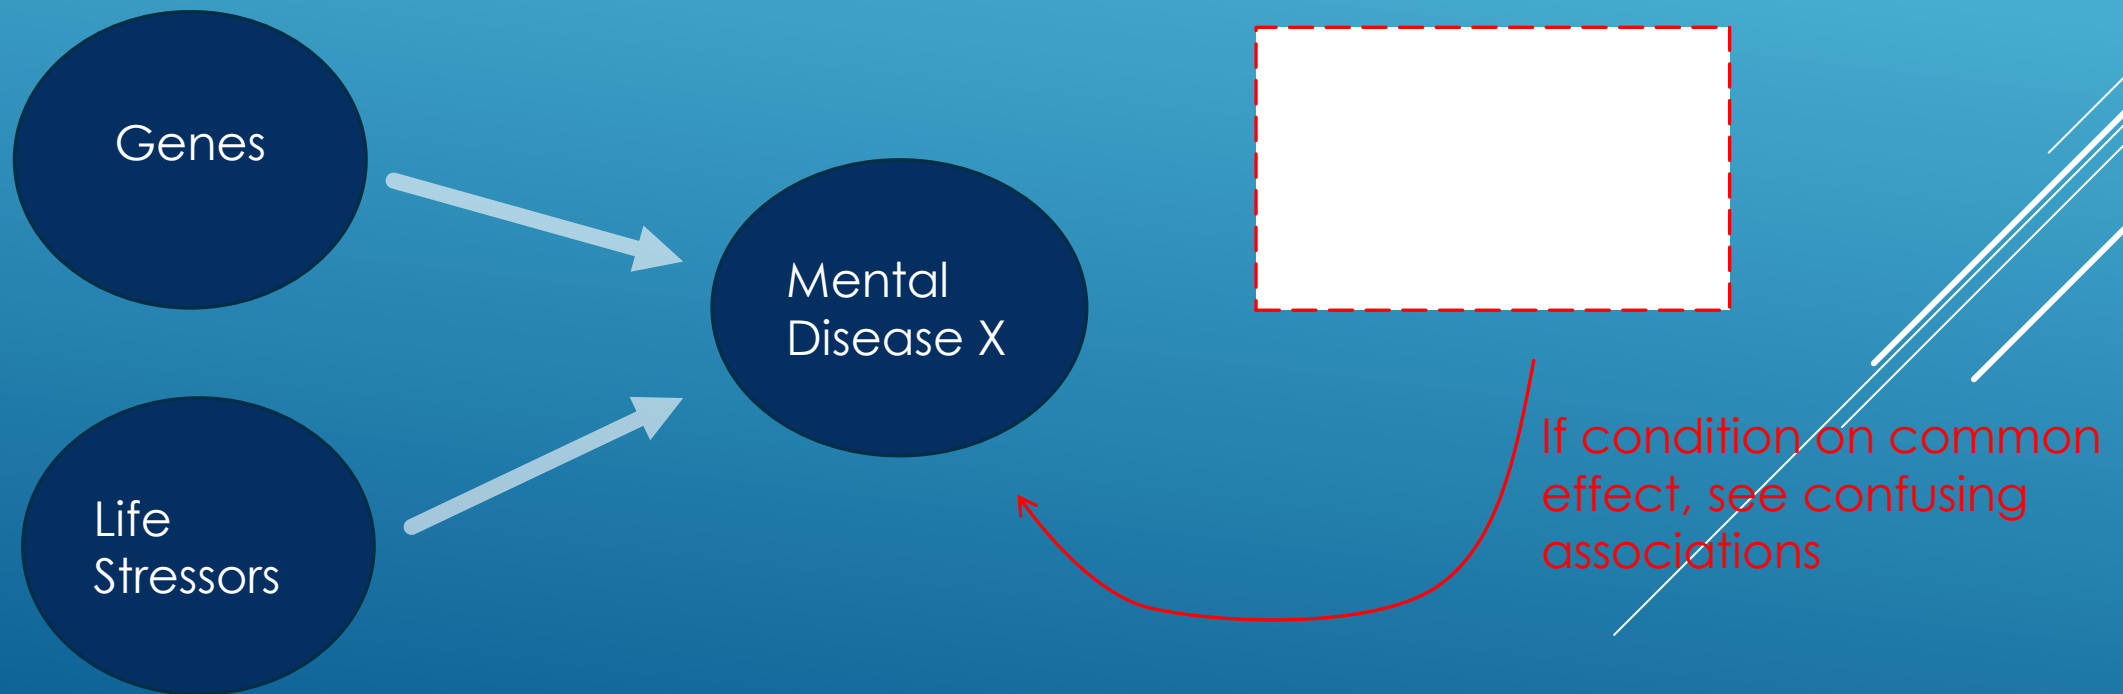 Genes
Mental
Disease X
Life
Stressors
If condition on common
effect, see confusing
associations